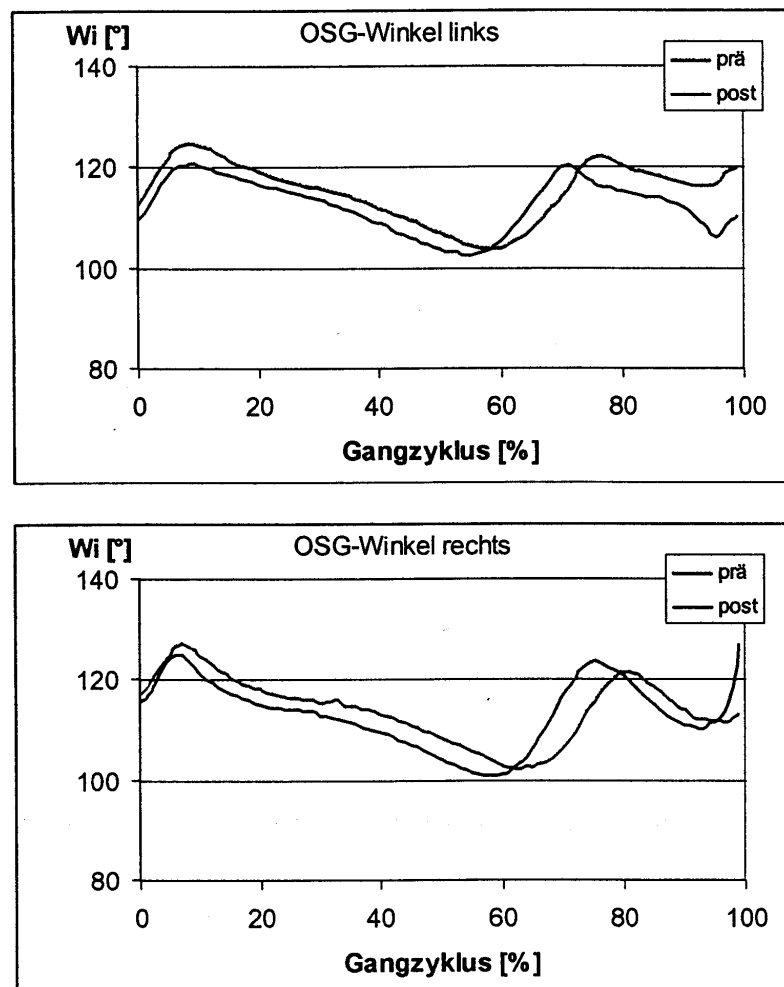 Wi [°] OSG-Winkel links
prä
post
140
120
100
80
0 20 40 60 80 100
Gangzyklus [%]
Wi [°] OSG-Winkel rechts
prä
post
140
120
100
80
0 20 40 60 80 100
Gangzyklus [%]